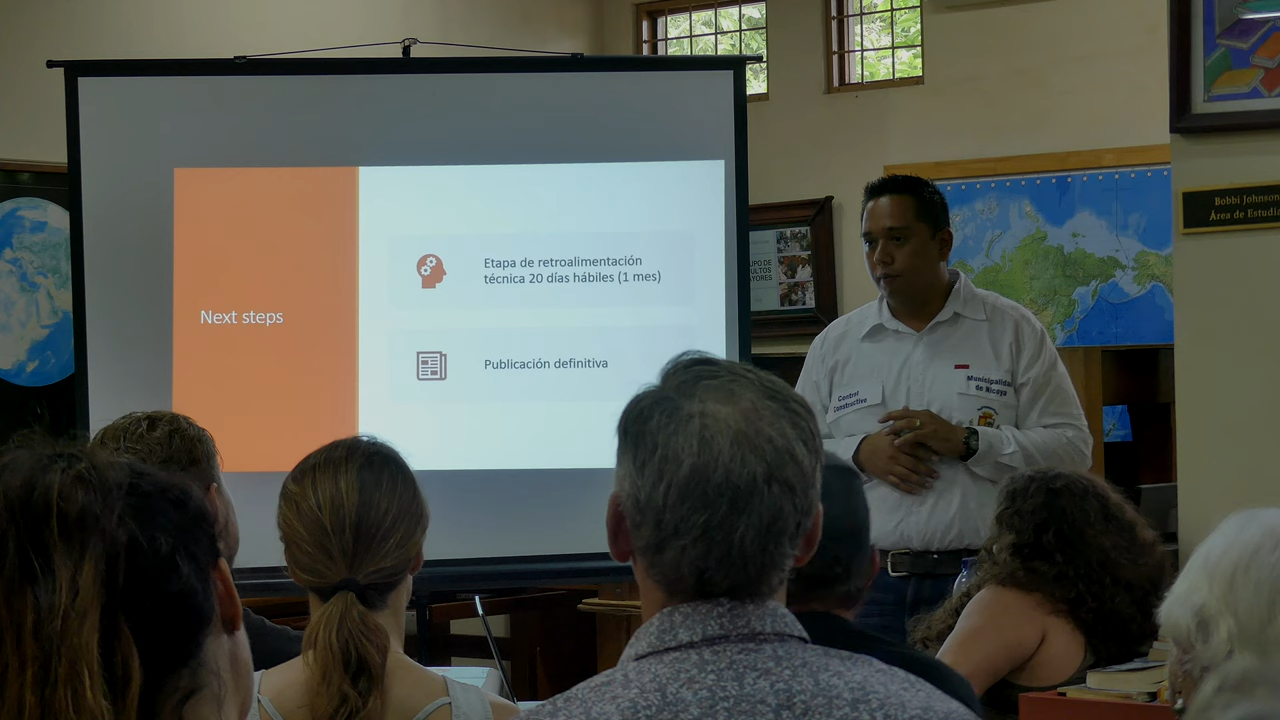 Next steps
Etapa de retroalimentación
técnica 20 días hábiles (1 mes)
Publicación definitiva
Control
Constructivo
Municipalidad
de Nicoya
Bobbi Johnson
Área de